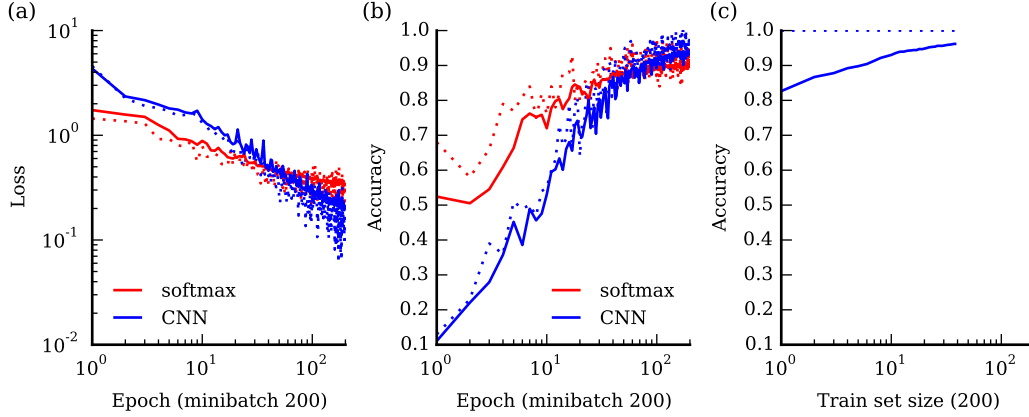 (a)
10^1
10^0
10^-1
10^-2
Loss
softmax
CNN
10^0
10^1
10^2
Epoch (minibatch 200)
(b)
1.0
0.9
0.8
0.7
0.6
0.5
0.4
0.3
0.2
0.1
Accuracy
softmax
CNN
10^0
10^1
10^2
Epoch (minibatch 200)
(c)
1.0
0.9
0.8
0.7
0.6
0.5
0.4
0.3
0.2
0.1
Accuracy
10^0
10^1
10^2
Train set size (200)